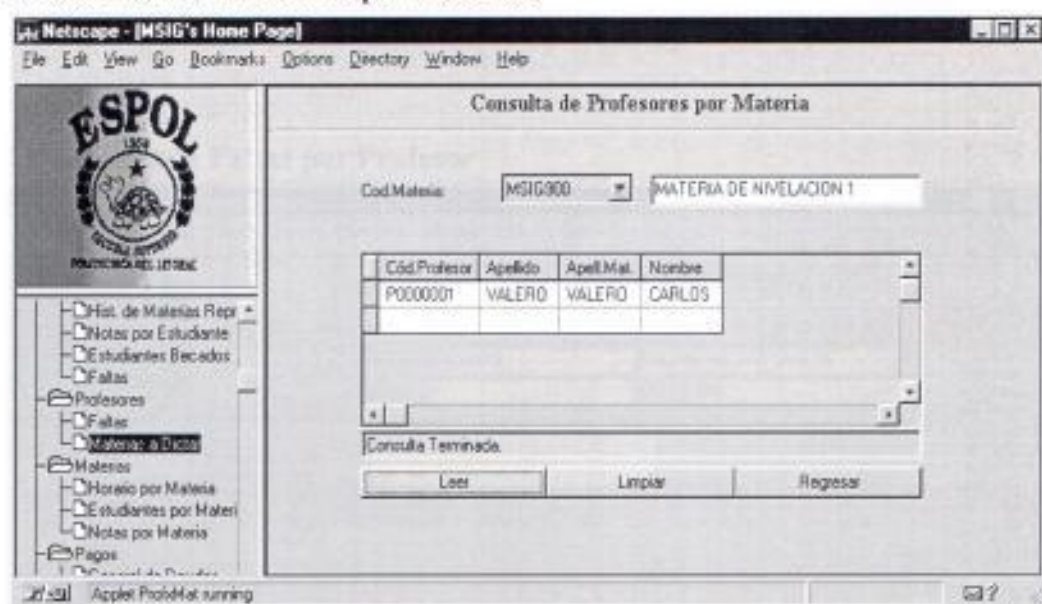 Netscape - [MSIG's Home Page]
File Edit View Go Bookmarks Options Directory Window Help
ESPOL
Consulta de Profesores por Materia
Cod.Materia: MSIG900 MATERIA DE NIVELACION 1
Cód.Profesor Apellido Apell.Mat. Nombre
P0000001 VALERO VALERO CARLOS
Consulta Terminada.
Leer Limpiar Regresar
Hist. de Materias Repr
Notas por Estudiante
Estudiantes Becados
Faltas
Profesores
Faltas
Materias a Dictar
Materias
Horario por Materia
Estudiantes por Materi
Notas por Materia
Pagos
Applet ProfxMat running